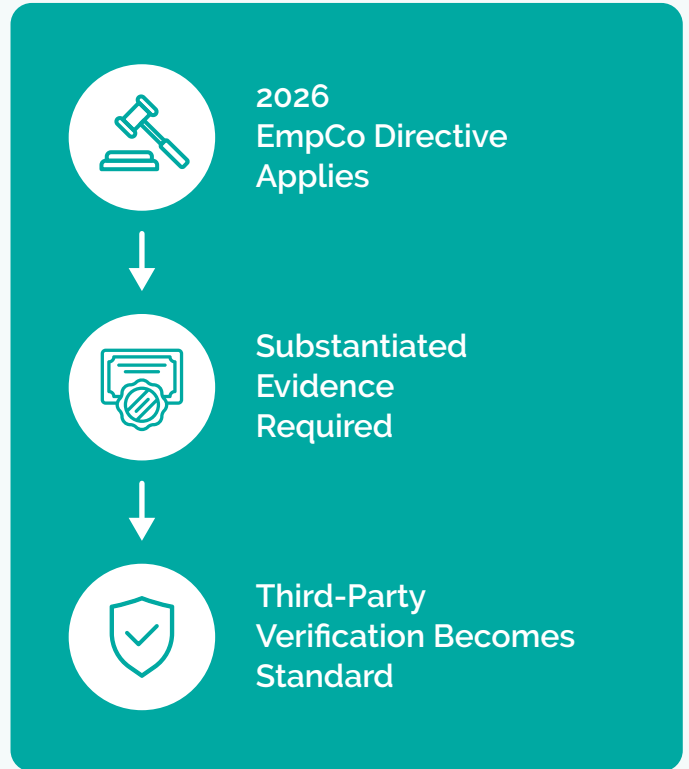 2026
EmpCo Directive
Applies
Substantiated
Evidence
Required
Third-Party
Verification Becomes
Standard